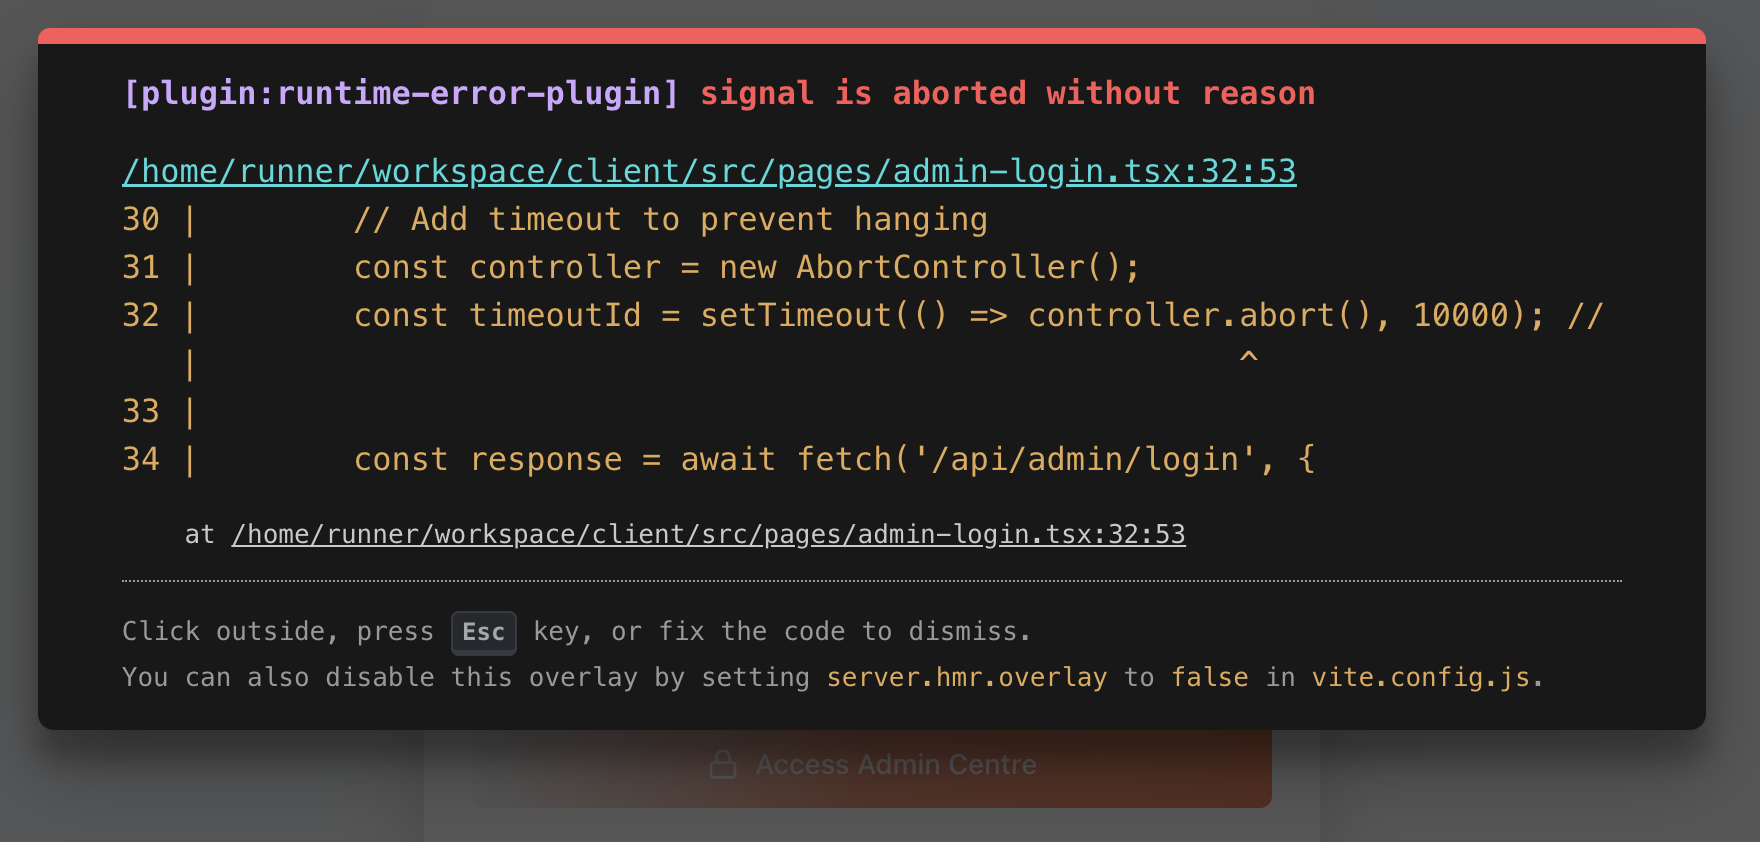 [plugin:runtime-error-plugin] signal is aborted without reason
/home/runner/workspace/client/src/pages/admin-login.tsx:32:53
30 |        // Add timeout to prevent hanging
31 |        const controller = new AbortController();
32 |        const timeoutId = setTimeout(() => controller.abort(), 10000); //
   |                                                      ^
33 |
34 |        const response = await fetch('/api/admin/login', {
at /home/runner/workspace/client/src/pages/admin-login.tsx:32:53
Click outside, press Esc key, or fix the code to dismiss.
You can also disable this overlay by setting server.hmr.overlay to false in vite.config.js.
Access Admin Centre